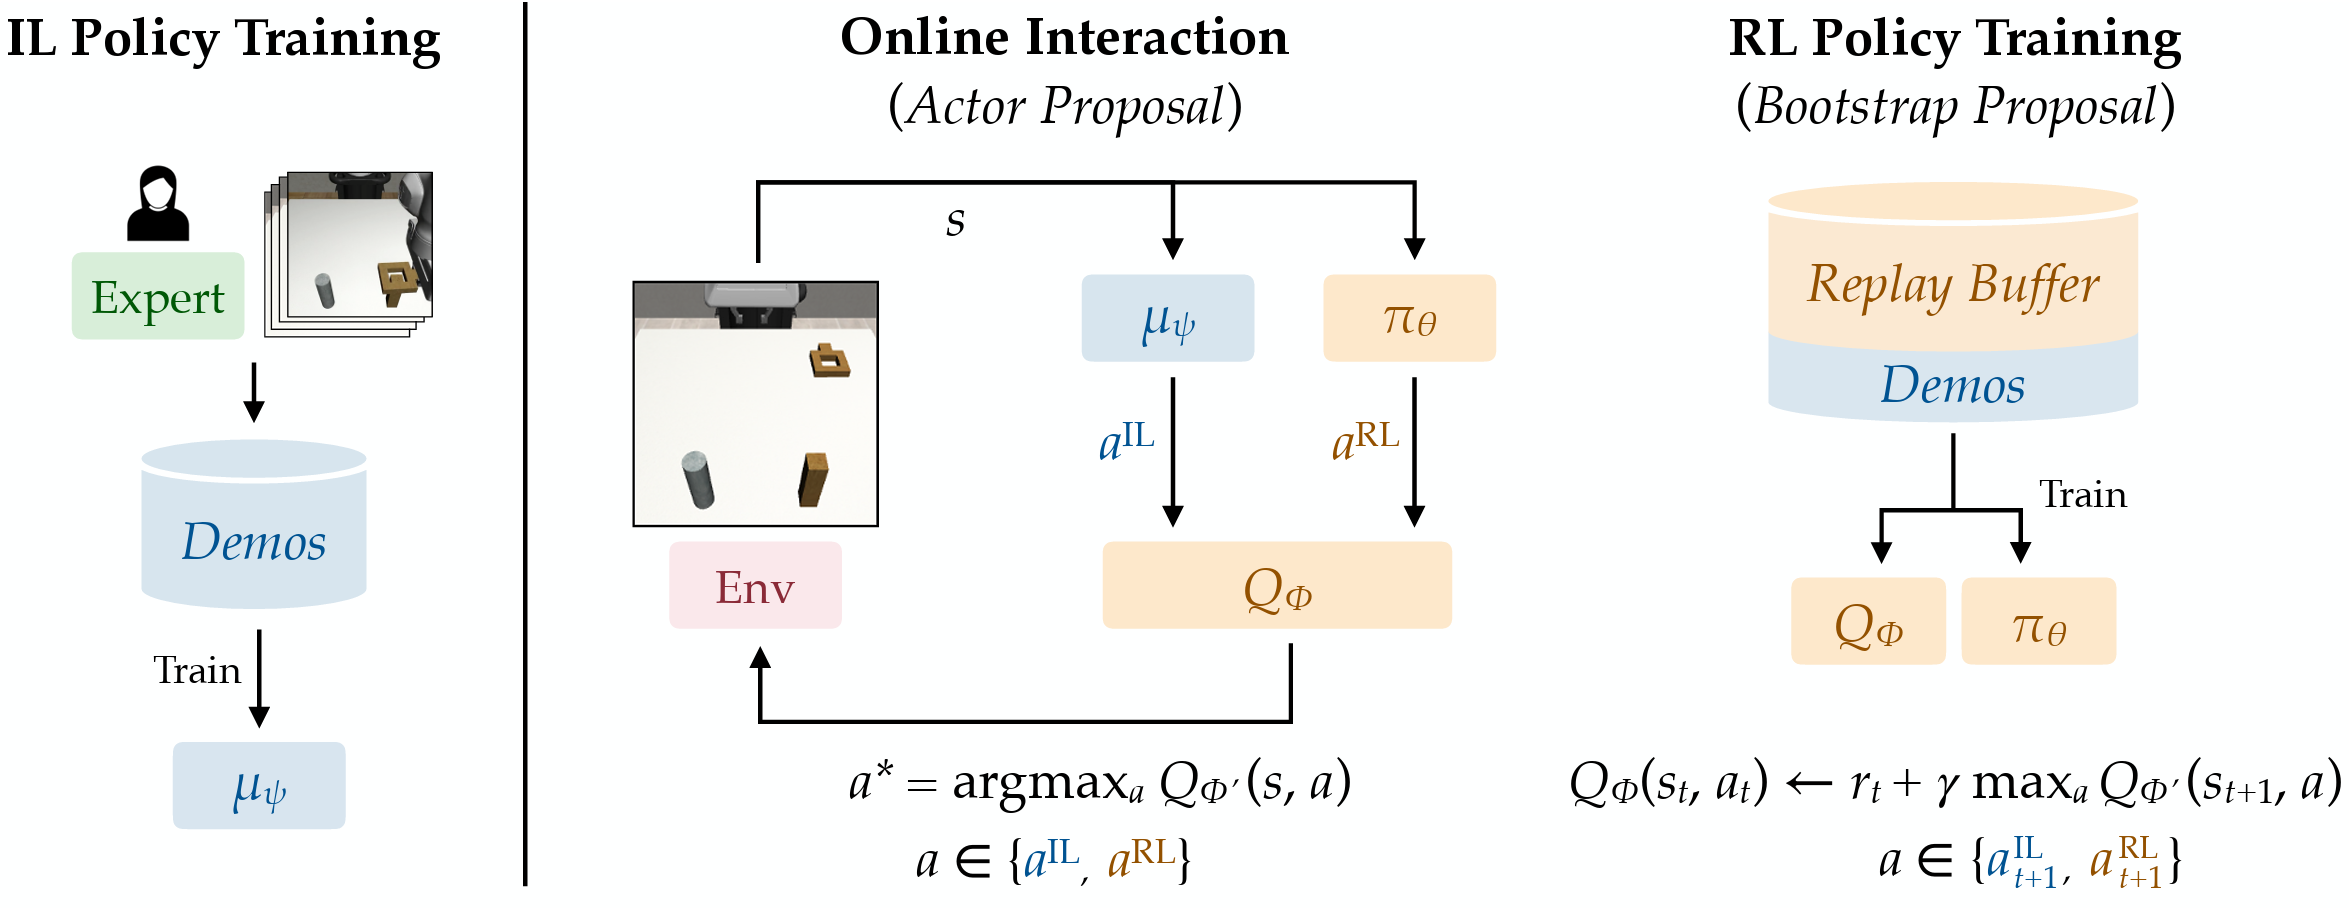 IL Policy Training
Expert
Demos
Train
μψ
Online Interaction
(Actor Proposal)
s
μψ
πθ
aᴵᴸ
aᴿᴸ
Env
QΦ
a* = argmaxₐ QΦ′(s, a)
a ∈ {aᴵᴸ, aᴿᴸ}
RL Policy Training
(Bootstrap Proposal)
Replay Buffer
Demos
Train
QΦ
πθ
QΦ(sₜ, aₜ) ← rₜ + γ maxₐ QΦ′(sₜ₊₁, a)
a ∈ {aᴵᴸₜ₊₁, aᴿᴸₜ₊₁}